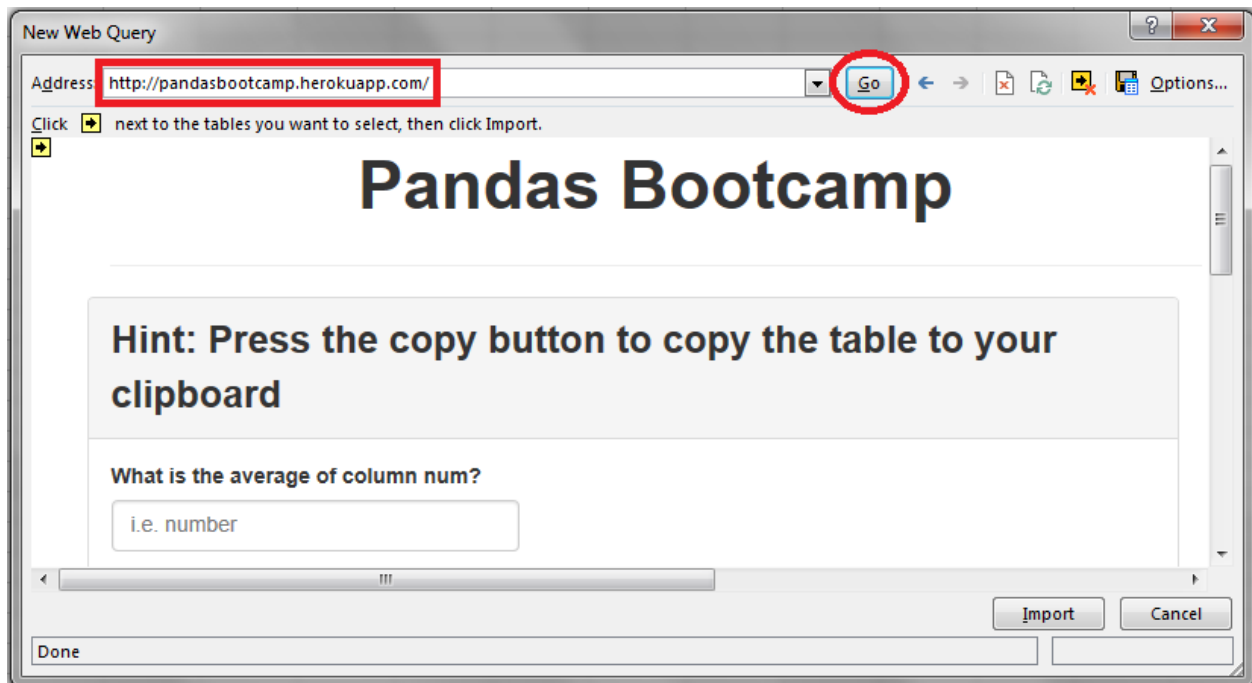 New Web Query
Address: http://pandasbootcamp.herokuapp.com/ Go Options...
Click next to the tables you want to select, then click Import.
Pandas Bootcamp
Hint: Press the copy button to copy the table to your
clipboard
What is the average of column num?
i.e. number
Import Cancel
Done